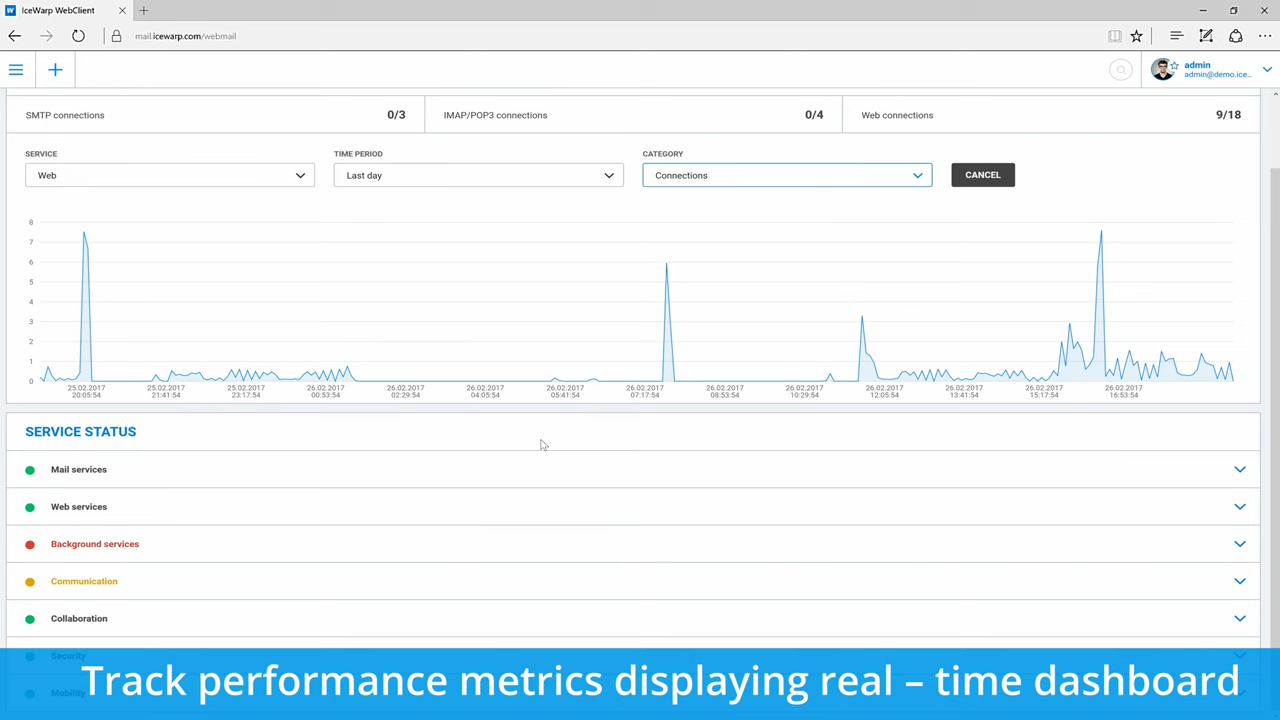 IceWarp WebClient
mail.icewarp.com/webmail
admin
admin@demo.ice...
SMTP connections 0/3 IMAP/POP3 connections 0/4 Web connections 9/18
SERVICE TIME PERIOD CATEGORY
Web Last day Connections CANCEL
8
7
6
5
4
3
2
1
0
25.02.2017 25.02.2017 25.02.2017 26.02.2017 26.02.2017 26.02.2017 26.02.2017 26.02.2017 26.02.2017 26.02.2017 26.02.2017 26.02.2017 26.02.2017 26.02.2017
20:05:54 21:41:54 23:17:54 00:53:54 02:29:54 04:05:54 05:41:54 07:17:54 08:53:54 10:29:54 12:05:54 13:41:54 15:17:54 16:53:54
SERVICE STATUS
Mail services
Web services
Background services
Communication
Collaboration
Security
Track performance metrics displaying real – time dashboard
Mobility